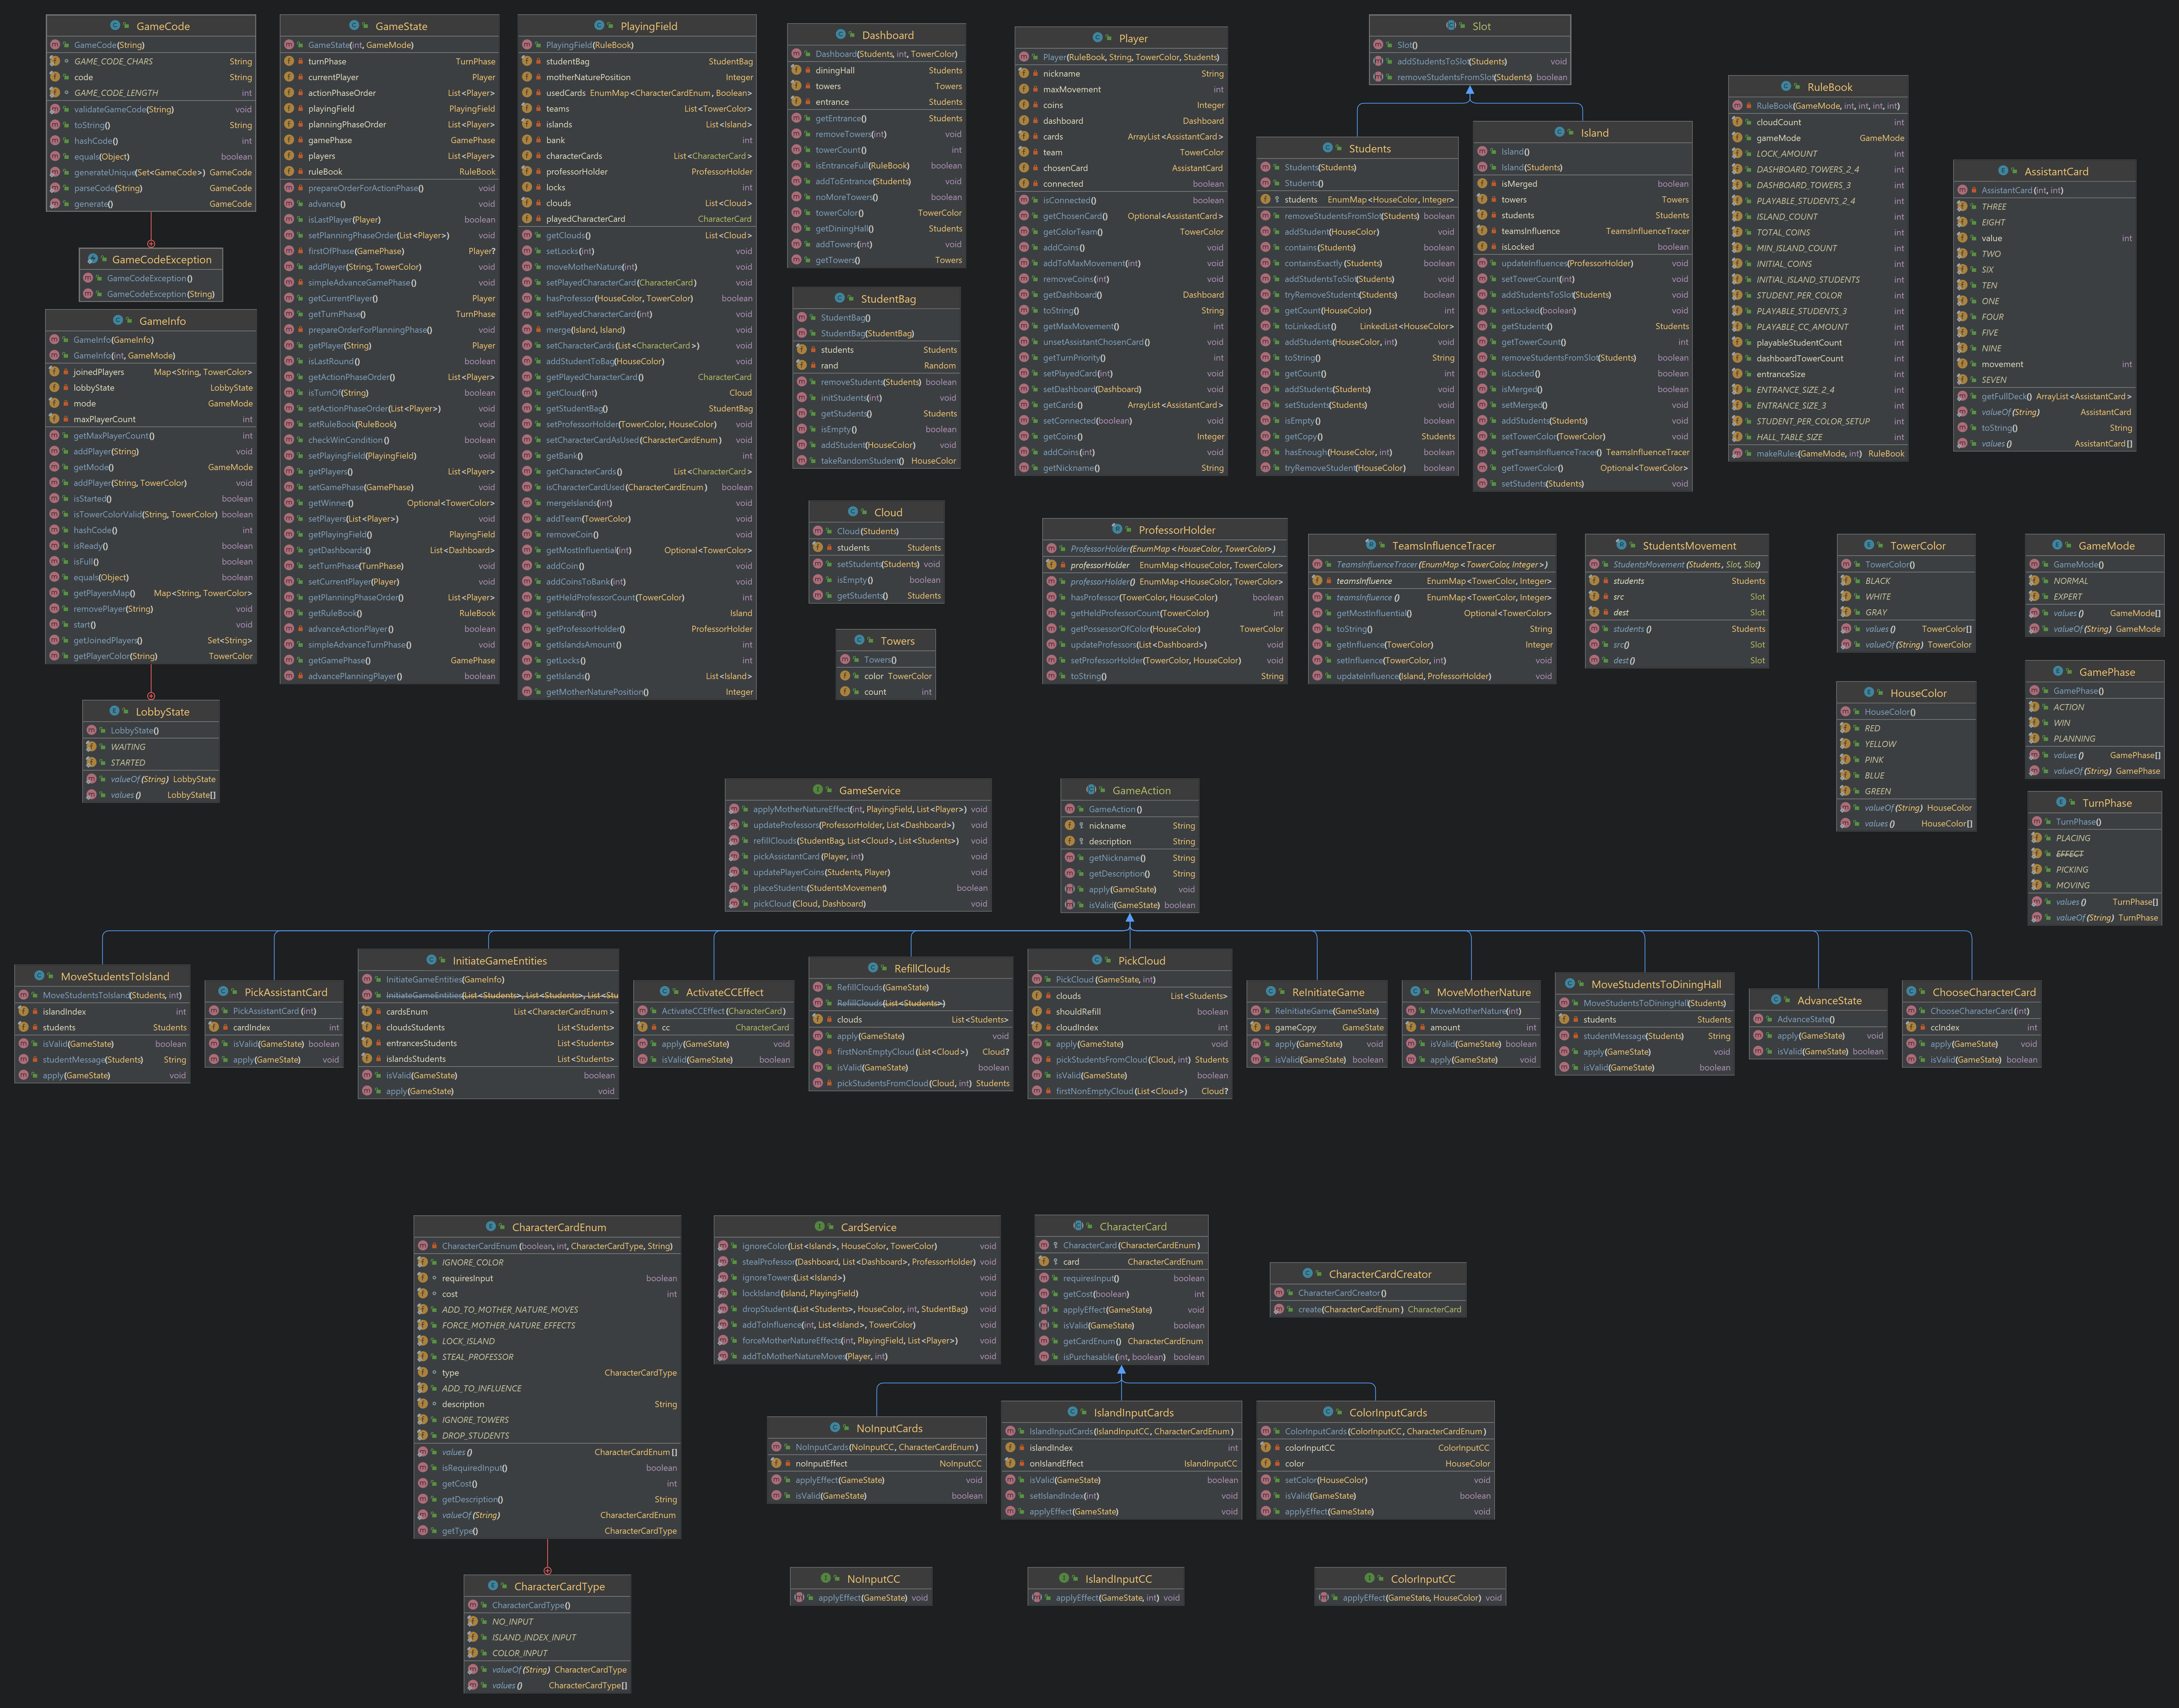 GameCode
GameCode(String)
GAME_CODE_CHARS String
code String
GAME_CODE_LENGTH int
validateGameCode(String) void
toString() String
hashCode() int
equals(Object) boolean
generateUnique(Set<GameCode>) GameCode
parseCode(String) GameCode
generate() GameCode
GameCodeException
GameCodeException()
GameCodeException(String)
GameInfo
GameInfo(GameInfo)
GameInfo(int, GameMode)
joinedPlayers Map<String, TowerColor>
lobbyState LobbyState
mode GameMode
maxPlayerCount int
getMaxPlayerCount() int
addPlayer(String) void
getMode() GameMode
addPlayer(String, TowerColor) void
isStarted() boolean
isTowerColorValid(String, TowerColor) boolean
hashCode() int
isReady() boolean
isFull() boolean
equals(Object) boolean
getPlayersMap() Map<String, TowerColor>
removePlayer(String) void
start() void
getJoinedPlayers() Set<String>
getPlayerColor(String) TowerColor
LobbyState
LobbyState()
WAITING
STARTED
valueOf(String) LobbyState
values() LobbyState[]
GameState
GameState(int, GameMode)
turnPhase TurnPhase
currentPlayer Player
actionPhaseOrder List<Player>
playingField PlayingField
planningPhaseOrder List<Player>
gamePhase GamePhase
players List<Player>
ruleBook RuleBook
prepareOrderForActionPhase() void
advance() void
isLastPlayer(Player) boolean
setPlanningPhaseOrder(List<Player>) void
firstOfPhase(GamePhase) Player?
addPlayer(String, TowerColor) void
simpleAdvanceGamePhase() void
getCurrentPlayer() Player
getTurnPhase() TurnPhase
prepareOrderForPlanningPhase() void
getPlayer(String) Player
isLastRound() boolean
getActionPhaseOrder() List<Player>
isTurnOf(String) boolean
setActionPhaseOrder(List<Player>) void
setRuleBook(RuleBook) void
checkWinCondition() boolean
setPlayingField(PlayingField) void
getPlayers() List<Player>
setGamePhase(GamePhase) void
getWinner() Optional<TowerColor>
setPlayers(List<Player>) void
getPlayingField() PlayingField
getDashboards() List<Dashboard>
setTurnPhase(TurnPhase) void
setCurrentPlayer(Player) void
getPlanningPhaseOrder() List<Player>
getRuleBook() RuleBook
advanceActionPlayer() boolean
simpleAdvanceTurnPhase() void
getGamePhase() GamePhase
advancePlanningPlayer() boolean
PlayingField
PlayingField(RuleBook)
studentBag StudentBag
motherNaturePosition Integer
usedCards EnumMap<CharacterCardEnum, Boolean>
teams List<TowerColor>
islands List<Island>
bank int
characterCards List<CharacterCard>
professorHolder ProfessorHolder
locks int
clouds List<Cloud>
playedCharacterCard CharacterCard
getClouds() List<Cloud>
setLocks(int) void
moveMotherNature(int) void
setPlayedCharacterCard(CharacterCard) void
hasProfessor(HouseColor, TowerColor) boolean
setPlayedCharacterCard(int) void
merge(Island, Island) void
setCharacterCards(List<CharacterCard>) void
addStudentToBag(HouseColor) void
getPlayedCharacterCard() CharacterCard
getCloud(int) Cloud
getStudentBag() StudentBag
setProfessorHolder(TowerColor, HouseColor) void
setCharacterCardAsUsed(CharacterCardEnum) void
getBank() int
getCharacterCards() List<CharacterCard>
isCharacterCardUsed(CharacterCardEnum) boolean
mergeIslands(int) void
addTeam(TowerColor) void
removeCoin() void
getMostInfluential(int) Optional<TowerColor>
addCoin() void
addCoinsToBank(int) void
getHeldProfessorCount(TowerColor) int
getIsland(int) Island
getProfessorHolder() ProfessorHolder
getIslandsAmount() int
getLocks() int
getIslands() List<Island>
getMotherNaturePosition() Integer
Dashboard
Dashboard(Students, int, TowerColor)
diningHall Students
towers Towers
entrance Students
getEntrance() Students
removeTowers(int) void
towerCount() int
isEntranceFull(RuleBook) boolean
addToEntrance(Students) void
noMoreTowers() boolean
towerColor() TowerColor
getDiningHall() Students
addTowers(int) void
getTowers() Towers
StudentBag
StudentBag()
StudentBag(StudentBag)
students Students
rand Random
removeStudents(Students) boolean
initStudents(int) void
getStudents() Students
isEmpty() boolean
addStudent(HouseColor) void
takeRandomStudent() HouseColor
Cloud
Cloud(Students)
students Students
setStudents(Students) void
isEmpty() boolean
getStudents() Students
Towers
Towers()
color TowerColor
count int
Player
Player(RuleBook, String, TowerColor, Students)
nickname String
maxMovement int
coins Integer
dashboard Dashboard
cards ArrayList<AssistantCard>
team TowerColor
chosenCard AssistantCard
connected boolean
isConnected() boolean
getChosenCard() Optional<AssistantCard>
getColorTeam() TowerColor
addCoins() void
addToMaxMovement(int) void
removeCoins(int) void
getDashboard() Dashboard
toString() String
getMaxMovement() int
unsetAssistantChosenCard() void
getTurnPriority() int
setPlayedCard(int) void
setDashboard(Dashboard) void
getCards() ArrayList<AssistantCard>
setConnected(boolean) void
getCoins() Integer
addCoins(int) void
getNickname() String
Slot
Slot()
addStudentsToSlot(Students) void
removeStudentsFromSlot(Students) boolean
Students
Students(Students)
Students()
students EnumMap<HouseColor, Integer>
removeStudentsFromSlot(Students) boolean
addStudent(HouseColor) void
contains(Students) boolean
containsExactly(Students) boolean
addStudentsToSlot(Students) void
tryRemoveStudents(Students) boolean
getCount(HouseColor) int
toLinkedList() LinkedList<HouseColor>
addStudents(HouseColor, int) void
toString() String
getCount() int
addStudents(Students) void
setStudents(Students) void
isEmpty() boolean
getCopy() Students
hasEnough(HouseColor, int) boolean
tryRemoveStudent(HouseColor) boolean
Island
Island()
Island(Students)
isMerged boolean
towers Towers
students Students
teamsInfluence TeamsInfluenceTracer
isLocked boolean
updateInfluences(ProfessorHolder) void
setTowerCount(int) void
addStudentsToSlot(Students) void
setLocked(boolean) void
getStudents() Students
getTowerCount() int
removeStudentsFromSlot(Students) boolean
isLocked() boolean
isMerged() boolean
setMerged() void
addStudents(Students) void
setTowerColor(TowerColor) void
getTeamsInfluenceTracer() TeamsInfluenceTracer
getTowerColor() Optional<TowerColor>
setStudents(Students) void
RuleBook
RuleBook(GameMode, int, int, int, int)
cloudCount int
gameMode GameMode
LOCK_AMOUNT int
DASHBOARD_TOWERS_2_4 int
DASHBOARD_TOWERS_3 int
PLAYABLE_STUDENTS_2_4 int
ISLAND_COUNT int
TOTAL_COINS int
MIN_ISLAND_COUNT int
INITIAL_COINS int
INITIAL_ISLAND_STUDENTS int
STUDENT_PER_COLOR int
PLAYABLE_STUDENTS_3 int
PLAYABLE_CC_AMOUNT int
playableStudentCount int
dashboardTowerCount int
entranceSize int
ENTRANCE_SIZE_2_4 int
ENTRANCE_SIZE_3 int
STUDENT_PER_COLOR_SETUP int
HALL_TABLE_SIZE int
makeRules(GameMode, int) RuleBook
AssistantCard
AssistantCard(int, int)
THREE
EIGHT
value int
TWO
SIX
TEN
ONE
FOUR
FIVE
NINE
movement int
SEVEN
getFullDeck() ArrayList<AssistantCard>
valueOf(String) AssistantCard
toString() String
values() AssistantCard[]
ProfessorHolder
ProfessorHolder(EnumMap<HouseColor, TowerColor>)
professorHolder EnumMap<HouseColor, TowerColor>
professorHolder() EnumMap<HouseColor, TowerColor>
hasProfessor(TowerColor, HouseColor) boolean
getHeldProfessorCount(TowerColor) int
getPossessorOfColor(HouseColor) TowerColor
updateProfessors(List<Dashboard>) void
setProfessorHolder(TowerColor, HouseColor) void
toString() String
TeamsInfluenceTracer
TeamsInfluenceTracer(EnumMap<TowerColor, Integer>)
teamsInfluence EnumMap<TowerColor, Integer>
teamsInfluence() EnumMap<TowerColor, Integer>
getMostInfluential() Optional<TowerColor>
toString() String
getInfluence(TowerColor) Integer
setInfluence(TowerColor, int) void
updateInfluence(Island, ProfessorHolder) void
StudentsMovement
StudentsMovement(Students, Slot, Slot)
students Students
src Slot
dest Slot
students() Students
src() Slot
dest() Slot
TowerColor
TowerColor()
BLACK
WHITE
GRAY
values() TowerColor[]
valueOf(String) TowerColor
GameMode
GameMode()
NORMAL
EXPERT
values() GameMode[]
valueOf(String) GameMode
HouseColor
HouseColor()
RED
YELLOW
PINK
BLUE
GREEN
valueOf(String) HouseColor
values() HouseColor[]
GamePhase
GamePhase()
ACTION
WIN
PLANNING
values() GamePhase[]
valueOf(String) GamePhase
TurnPhase
TurnPhase()
PLACING
EFFECT
PICKING
MOVING
values() TurnPhase[]
valueOf(String) TurnPhase
GameService
applyMotherNatureEffect(int, PlayingField, List<Player>) void
updateProfessors(ProfessorHolder, List<Dashboard>) void
refillClouds(StudentBag, List<Cloud>, List<Students>) void
pickAssistantCard(Player, int) void
updatePlayerCoins(Students, Player) void
placeStudents(StudentsMovement) boolean
pickCloud(Cloud, Dashboard) void
GameAction
GameAction()
nickname String
description String
getNickname() String
getDescription() String
apply(GameState) void
isValid(GameState) boolean
MoveStudentsToIsland
MoveStudentsToIsland(Students, int)
islandIndex int
students Students
isValid(GameState) boolean
studentMessage(Students) String
apply(GameState) void
PickAssistantCard
PickAssistantCard(int)
cardIndex int
isValid(GameState) boolean
apply(GameState) void
InitiateGameEntities
InitiateGameEntities(GameInfo)
InitiateGameEntities(List<Students>, List<Students>, List<Stu
cardsEnum List<CharacterCardEnum>
cloudsStudents List<Students>
entrancesStudents List<Students>
islandsStudents List<Students>
isValid(GameState) boolean
apply(GameState) void
ActivateCCEffect
ActivateCCEffect(CharacterCard)
cc CharacterCard
apply(GameState) void
isValid(GameState) boolean
RefillClouds
RefillClouds(GameState)
RefillClouds(List<Students>)
clouds List<Students>
apply(GameState) void
firstNonEmptyCloud(List<Cloud>) Cloud?
isValid(GameState) boolean
pickStudentsFromCloud(Cloud, int) Students
PickCloud
PickCloud(GameState, int)
clouds List<Students>
shouldRefill boolean
cloudIndex int
apply(GameState) void
pickStudentsFromCloud(Cloud, int) Students
isValid(GameState) boolean
firstNonEmptyCloud(List<Cloud>) Cloud?
ReInitiateGame
ReInitiateGame(GameState)
gameCopy GameState
apply(GameState) void
isValid(GameState) boolean
MoveMotherNature
MoveMotherNature(int)
amount int
isValid(GameState) boolean
apply(GameState) void
MoveStudentsToDiningHall
MoveStudentsToDiningHall(Students)
students Students
studentMessage(Students) String
apply(GameState) void
isValid(GameState) boolean
AdvanceState
AdvanceState()
apply(GameState) void
isValid(GameState) boolean
ChooseCharacterCard
ChooseCharacterCard(int)
ccIndex int
apply(GameState) void
isValid(GameState) boolean
CharacterCardEnum
CharacterCardEnum(boolean, int, CharacterCardType, String)
IGNORE_COLOR
requiresInput boolean
cost int
ADD_TO_MOTHER_NATURE_MOVES
FORCE_MOTHER_NATURE_EFFECTS
LOCK_ISLAND
STEAL_PROFESSOR
type CharacterCardType
ADD_TO_INFLUENCE
description String
IGNORE_TOWERS
DROP_STUDENTS
values() CharacterCardEnum[]
isRequiredInput() boolean
getCost() int
getDescription() String
valueOf(String) CharacterCardEnum
getType() CharacterCardType
CharacterCardType
CharacterCardType()
NO_INPUT
ISLAND_INDEX_INPUT
COLOR_INPUT
valueOf(String) CharacterCardType
values() CharacterCardType[]
CardService
ignoreColor(List<Island>, HouseColor, TowerColor) void
stealProfessor(Dashboard, List<Dashboard>, ProfessorHolder) void
ignoreTowers(List<Island>) void
lockIsland(Island, PlayingField) void
dropStudents(List<Students>, HouseColor, int, StudentBag) void
addToInfluence(int, List<Island>, TowerColor) void
forceMotherNatureEffects(int, PlayingField, List<Player>) void
addToMotherNatureMoves(Player, int) void
CharacterCard
CharacterCard(CharacterCardEnum)
card CharacterCardEnum
requiresInput() boolean
getCost(boolean) int
applyEffect(GameState) void
isValid(GameState) boolean
getCardEnum() CharacterCardEnum
isPurchasable(int, boolean) boolean
CharacterCardCreator
CharacterCardCreator()
create(CharacterCardEnum) CharacterCard
NoInputCards
NoInputCards(NoInputCC, CharacterCardEnum)
noInputEffect NoInputCC
applyEffect(GameState) void
isValid(GameState) boolean
IslandInputCards
IslandInputCards(IslandInputCC, CharacterCardEnum)
islandIndex int
onIslandEffect IslandInputCC
isValid(GameState) boolean
setIslandIndex(int) void
applyEffect(GameState) void
ColorInputCards
ColorInputCards(ColorInputCC, CharacterCardEnum)
colorInputCC ColorInputCC
color HouseColor
setColor(HouseColor) void
isValid(GameState) boolean
applyEffect(GameState) void
NoInputCC
applyEffect(GameState) void
IslandInputCC
applyEffect(GameState, int) void
ColorInputCC
applyEffect(GameState, HouseColor) void